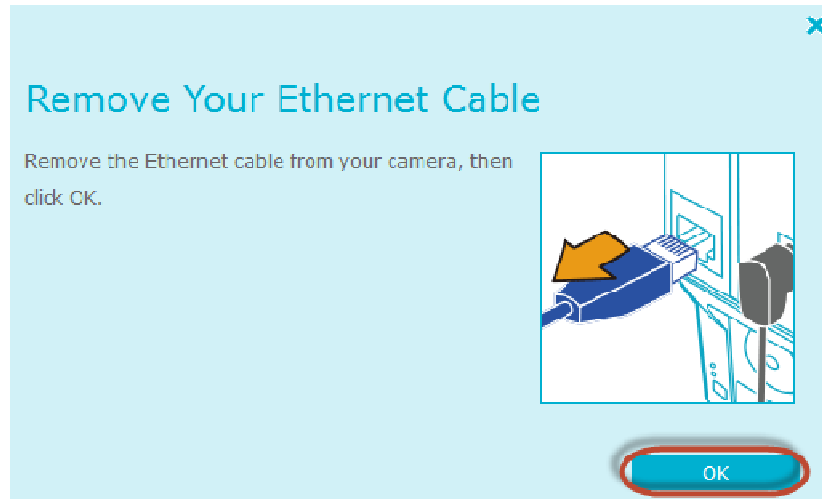 Remove Your Ethernet Cable
Remove the Ethernet cable from your camera, then
click OK.
OK